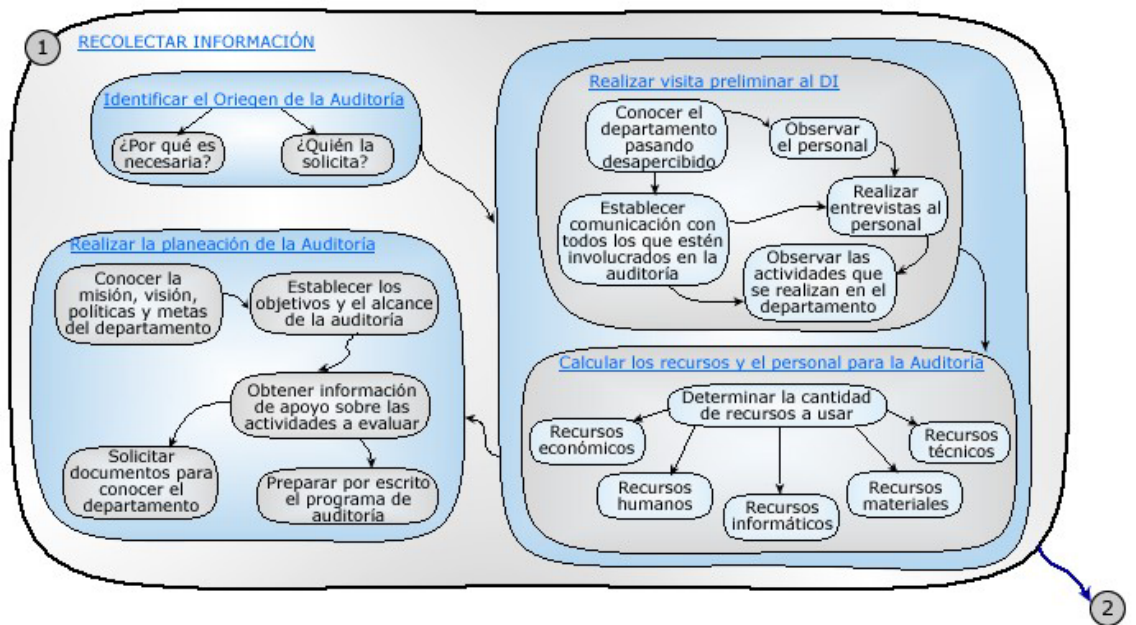 1
RECOLECTAR INFORMACIÓN
Identificar el Oriegen de la Auditoría
¿Por qué es
necesaria?
¿Quién la
solicita?
Realizar visita preliminar al DI
Conocer el
departamento
pasando
desapercibido
Observar
el personal
Establecer
comunicación con
todos los que estén
involucrados en la
auditoría
Realizar
entrevistas al
personal
Observar las
actividades que
se realizan en el
departamento
Calcular los recursos y el personal para la Auditoría
Determinar la cantidad
de recursos a usar
Recursos
económicos
Recursos
humanos
Recursos
informáticos
Recursos
materiales
Recursos
técnicos
Realizar la planeación de la Auditoría
Conocer la
misión, visión,
políticas y metas
del departamento
Establecer los
objetivos y el alcance
de la auditoría
Obtener información
de apoyo sobre las
actividades a evaluar
Solicitar
documentos para
conocer el
departamento
Preparar por escrito
el programa de
auditoría
2